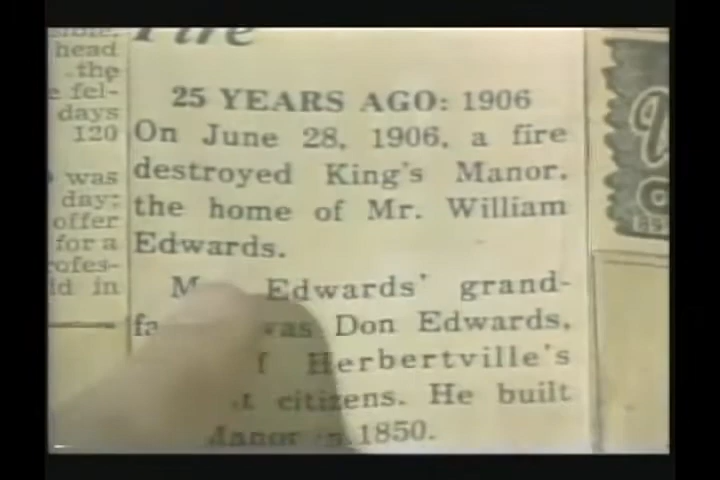 head
the
fel-
days
120
was
day;
offer
for a
rofes-
ld in
Fire
25 YEARS AGO: 1906
On June 28, 1906, a fire
destroyed King's Manor,
the home of Mr. William
Edwards.
Edwards' grand-
was Don Edwards,
Herbertville's
citizens. He built
Manor in 1850.